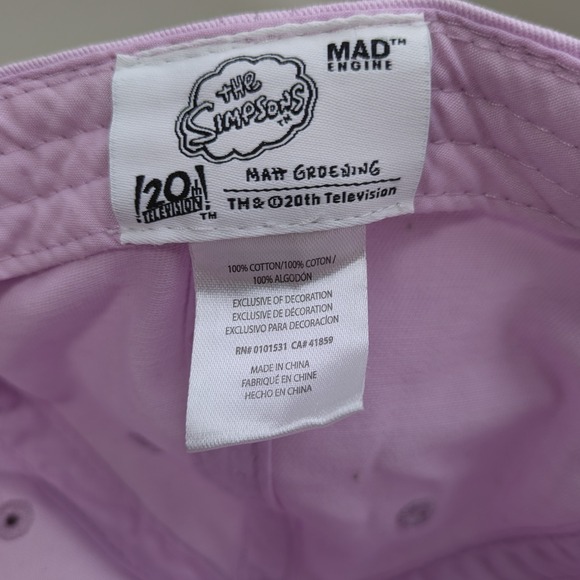 THE
SIMPSONS
TM
MAD™
ENGINE
20th
TELEVISION
TM
MATT GROENING
TM & ©20th Television
100% COTTON/100% COTON/
100% ALGODÓN
EXCLUSIVE OF DECORATION
EXCLUSIVE DE DÉCORATION
EXCLUSIVO PARA DECORACÍON
RN# 0101531 CA# 41859
MADE IN CHINA
FABRIQUÉ EN CHINE
HECHO EN CHINA